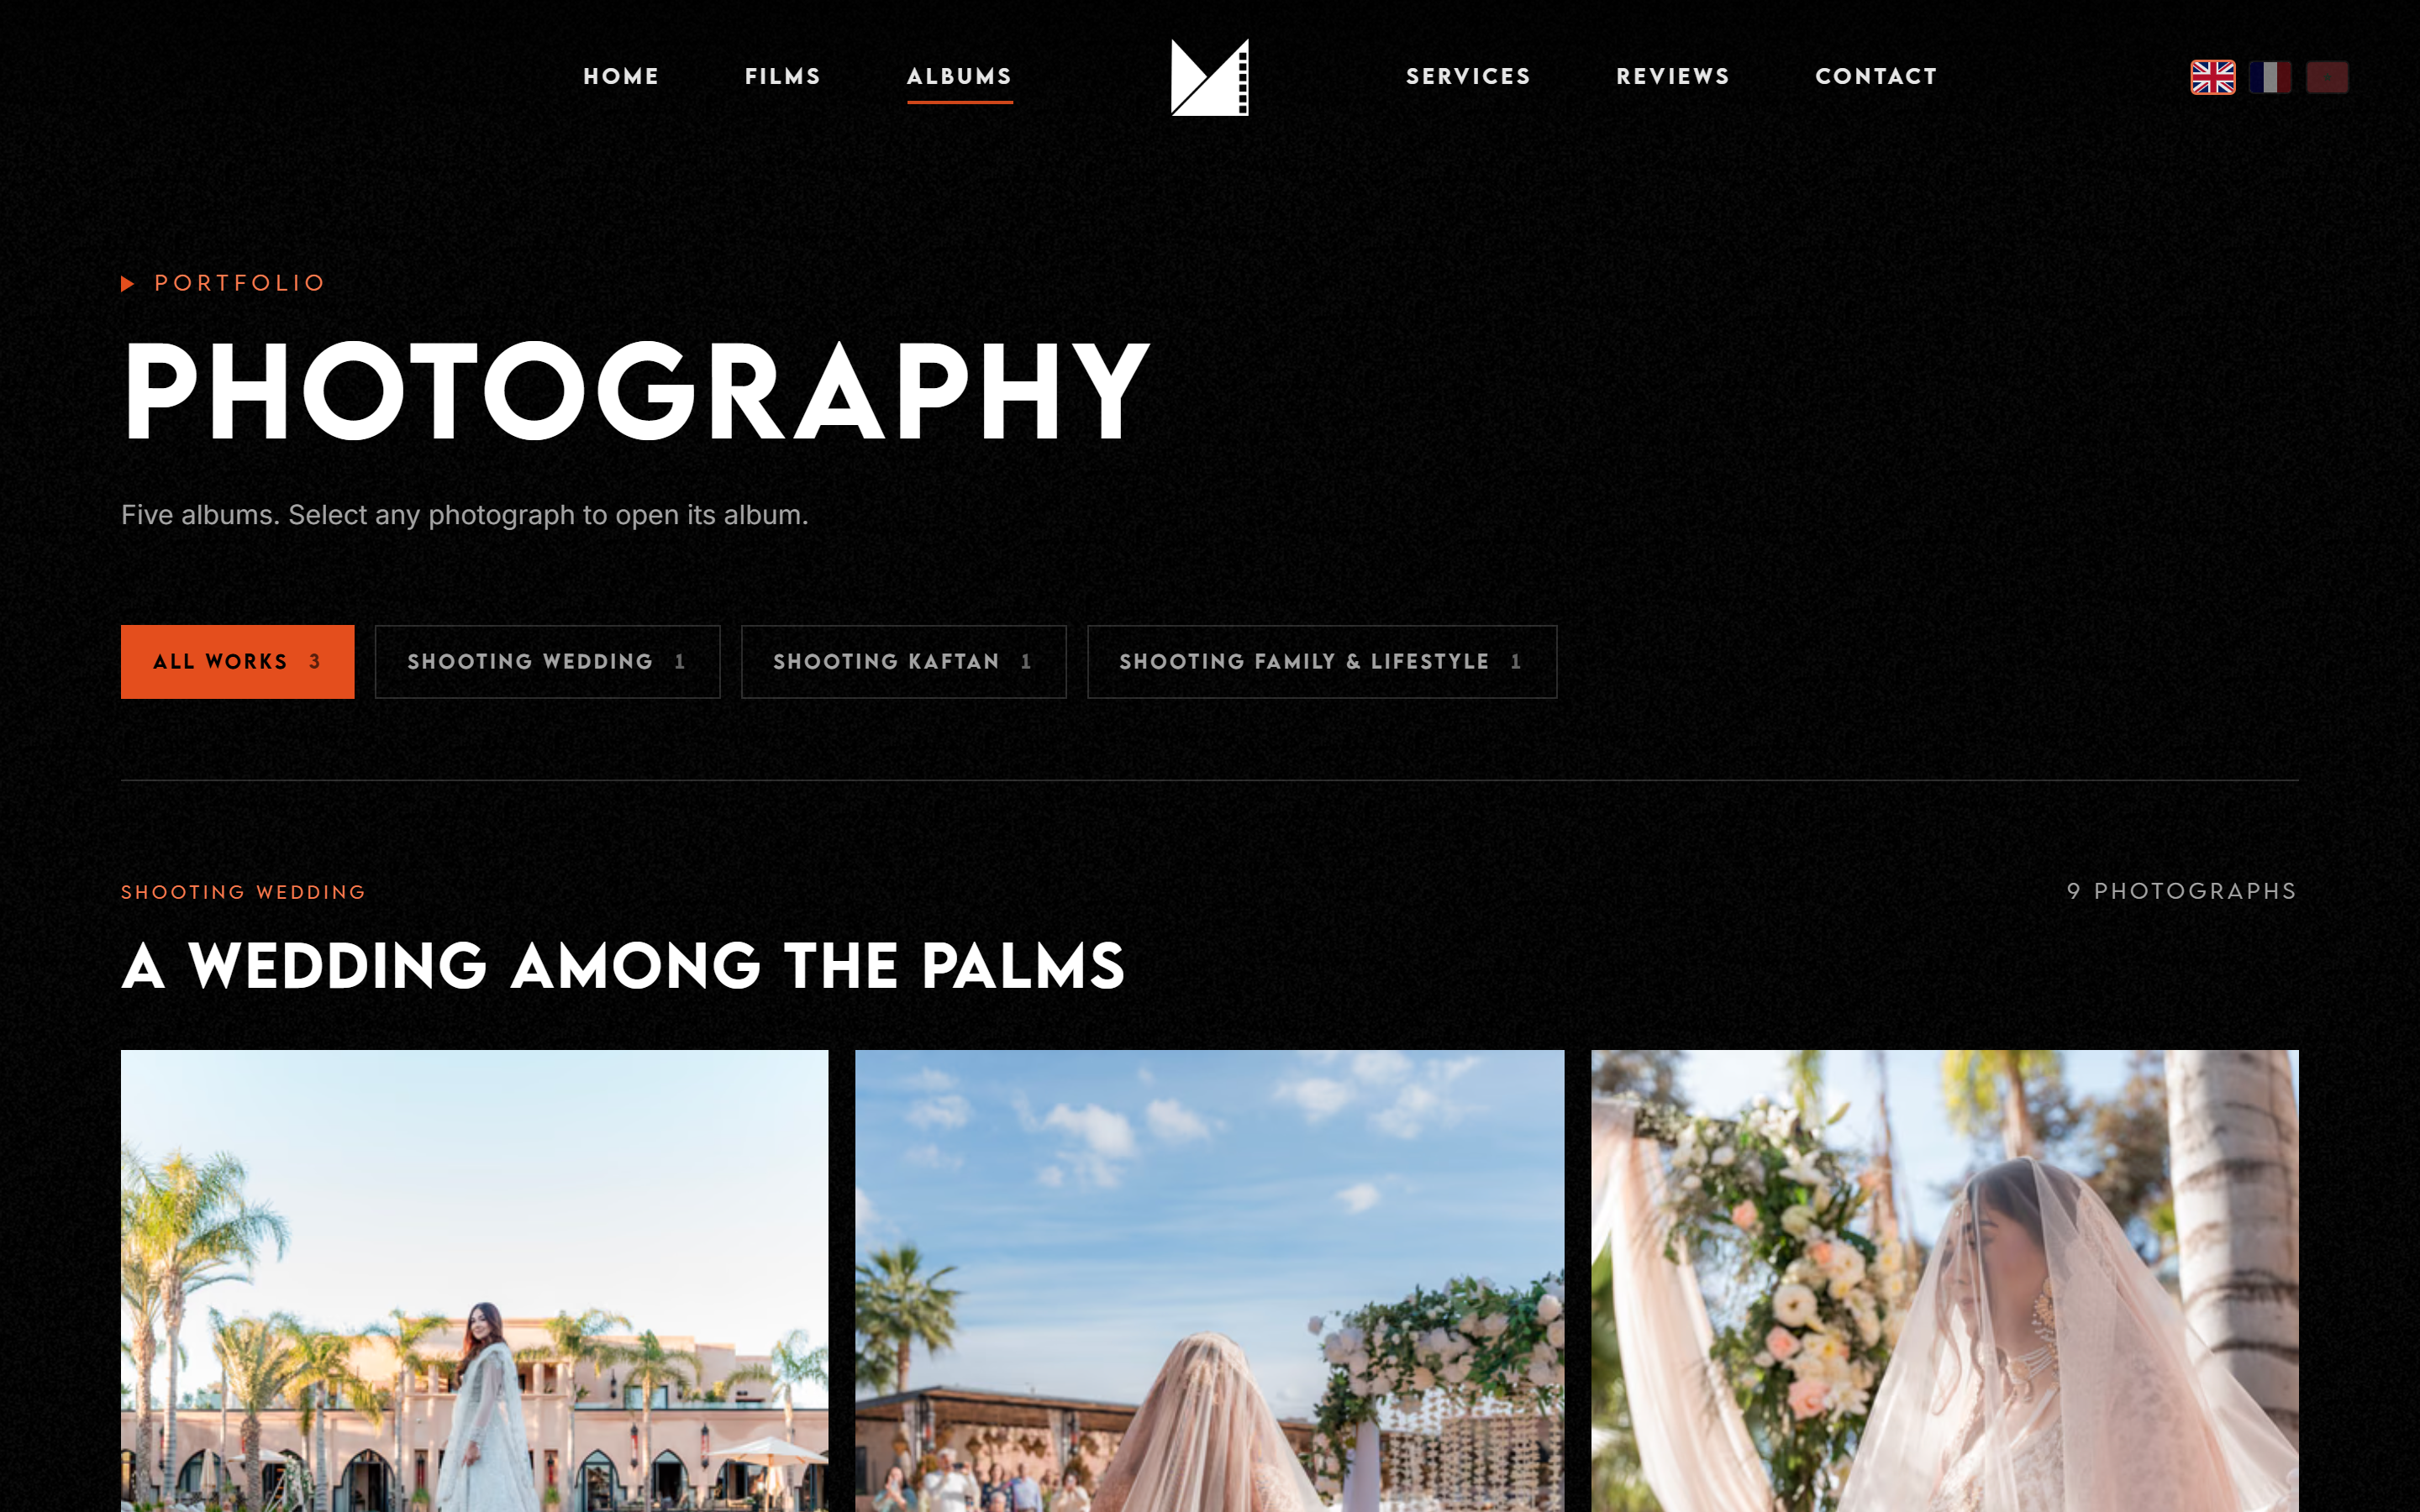 HOME FILMS ALBUMS SERVICES REVIEWS CONTACT
PORTFOLIO
PHOTOGRAPHY
Five albums. Select any photograph to open its album.
ALL WORKS 3 SHOOTING WEDDING 1 SHOOTING KAFTAN 1 SHOOTING FAMILY & LIFESTYLE 1
SHOOTING WEDDING 9 PHOTOGRAPHS
A WEDDING AMONG THE PALMS